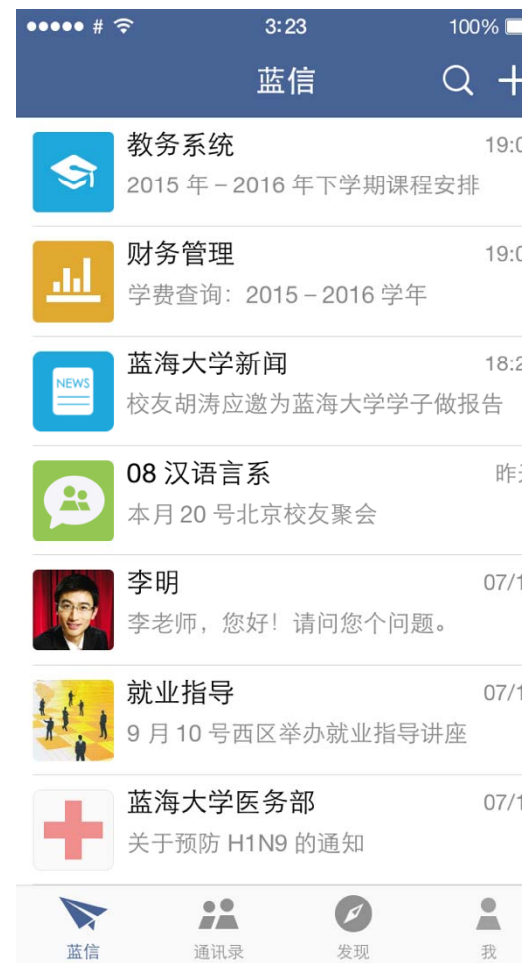 3:23
100%
蓝信
教务系统
19:0
2015 年 – 2016 年下学期课程安排
财务管理
19:0
学费查询：2015 – 2016 学年
NEWS
蓝海大学新闻
18:2
校友胡涛应邀为蓝海大学学子做报告
08 汉语言系
昨天
本月 20 号北京校友聚会
李明
07/1
李老师，您好！请问您个问题。
就业指导
07/1
9 月 10 号西区举办就业指导讲座
蓝海大学医务部
07/1
关于预防 H1N9 的通知
蓝信
通讯录
发现
我